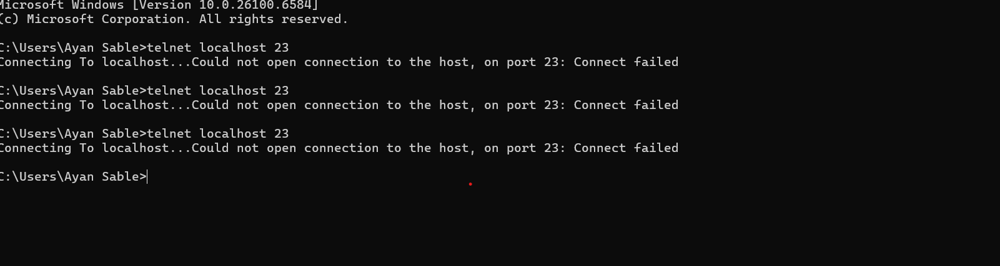 Microsoft Windows [Version 10.0.26100.6584]
(c) Microsoft Corporation. All rights reserved.
C:\Users\Ayan Sable>telnet localhost 23
Connecting To localhost...Could not open connection to the host, on port 23: Connect failed
C:\Users\Ayan Sable>telnet localhost 23
Connecting To localhost...Could not open connection to the host, on port 23: Connect failed
C:\Users\Ayan Sable>telnet localhost 23
Connecting To localhost...Could not open connection to the host, on port 23: Connect failed
C:\Users\Ayan Sable>